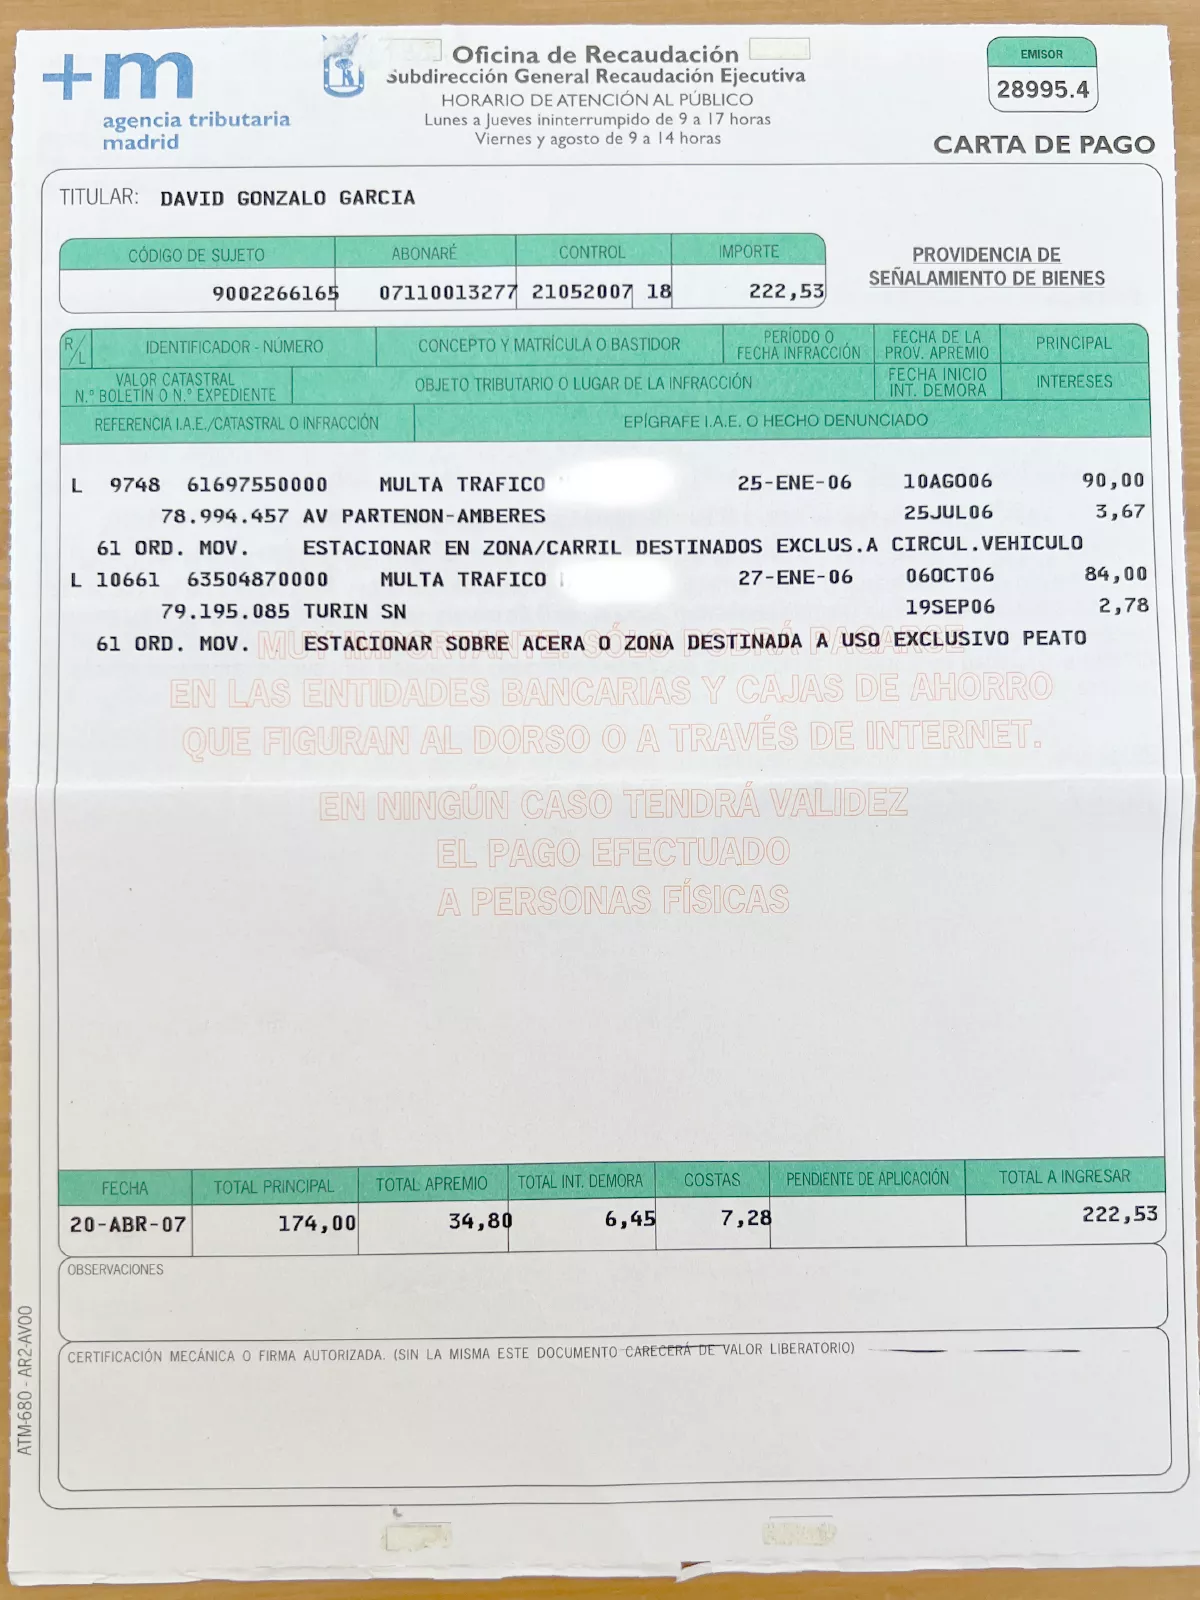 +m
agencia tributaria
madrid
Oficina de Recaudación
Subdirección General Recaudación Ejecutiva
HORARIO DE ATENCIÓN AL PÚBLICO
Lunes a Jueves ininterrumpido de 9 a 17 horas
Viernes y agosto de 9 a 14 horas
EMISOR
28995.4
CARTA DE PAGO
TITULAR: DAVID GONZALO GARCIA
CÓDIGO DE SUJETO ABONARÉ CONTROL IMPORTE
9002266165 07110013277 21052007 18 222,53
PROVIDENCIA DE
SEÑALAMIENTO DE BIENES
R/L IDENTIFICADOR - NÚMERO CONCEPTO Y MATRÍCULA O BASTIDOR PERÍODO O FECHA INFRACCIÓN FECHA DE LA PROV. APREMIO PRINCIPAL
VALOR CATASTRAL N.º BOLETÍN O N.º EXPEDIENTE OBJETO TRIBUTARIO O LUGAR DE LA INFRACCIÓN FECHA INICIO INT. DEMORA INTERESES
REFERENCIA I.A.E./CATASTRAL O INFRACCIÓN EPÍGRAFE I.A.E. O HECHO DENUNCIADO
L 9748 61697550000 MULTA TRAFICO 25-ENE-06 10AGO06 90,00
78.994.457 AV PARTENON-AMBERES 25JUL06 3,67
61 ORD. MOV. ESTACIONAR EN ZONA/CARRIL DESTINADOS EXCLUS.A CIRCUL.VEHICULO
L 10661 63504870000 MULTA TRAFICO 27-ENE-06 06OCT06 84,00
79.195.085 TURIN SN 19SEP06 2,78
61 ORD. MOV. ESTACIONAR SOBRE ACERA O ZONA DESTINADA A USO EXCLUSIVO PEATO
MUY IMPORTANTE: SÓLO PODRÁ PAGARSE
EN LAS ENTIDADES BANCARIAS Y CAJAS DE AHORRO
QUE FIGURAN AL DORSO O A TRAVÉS DE INTERNET.
EN NINGÚN CASO TENDRÁ VALIDEZ
EL PAGO EFECTUADO
A PERSONAS FÍSICAS
FECHA TOTAL PRINCIPAL TOTAL APREMIO TOTAL INT. DEMORA COSTAS PENDIENTE DE APLICACIÓN TOTAL A INGRESAR
20-ABR-07 174,00 34,80 6,45 7,28 222,53
OBSERVACIONES
CERTIFICACIÓN MECÁNICA O FIRMA AUTORIZADA. (SIN LA MISMA ESTE DOCUMENTO CARECERÁ DE VALOR LIBERATORIO)
ATM-680 - AR2-AV00